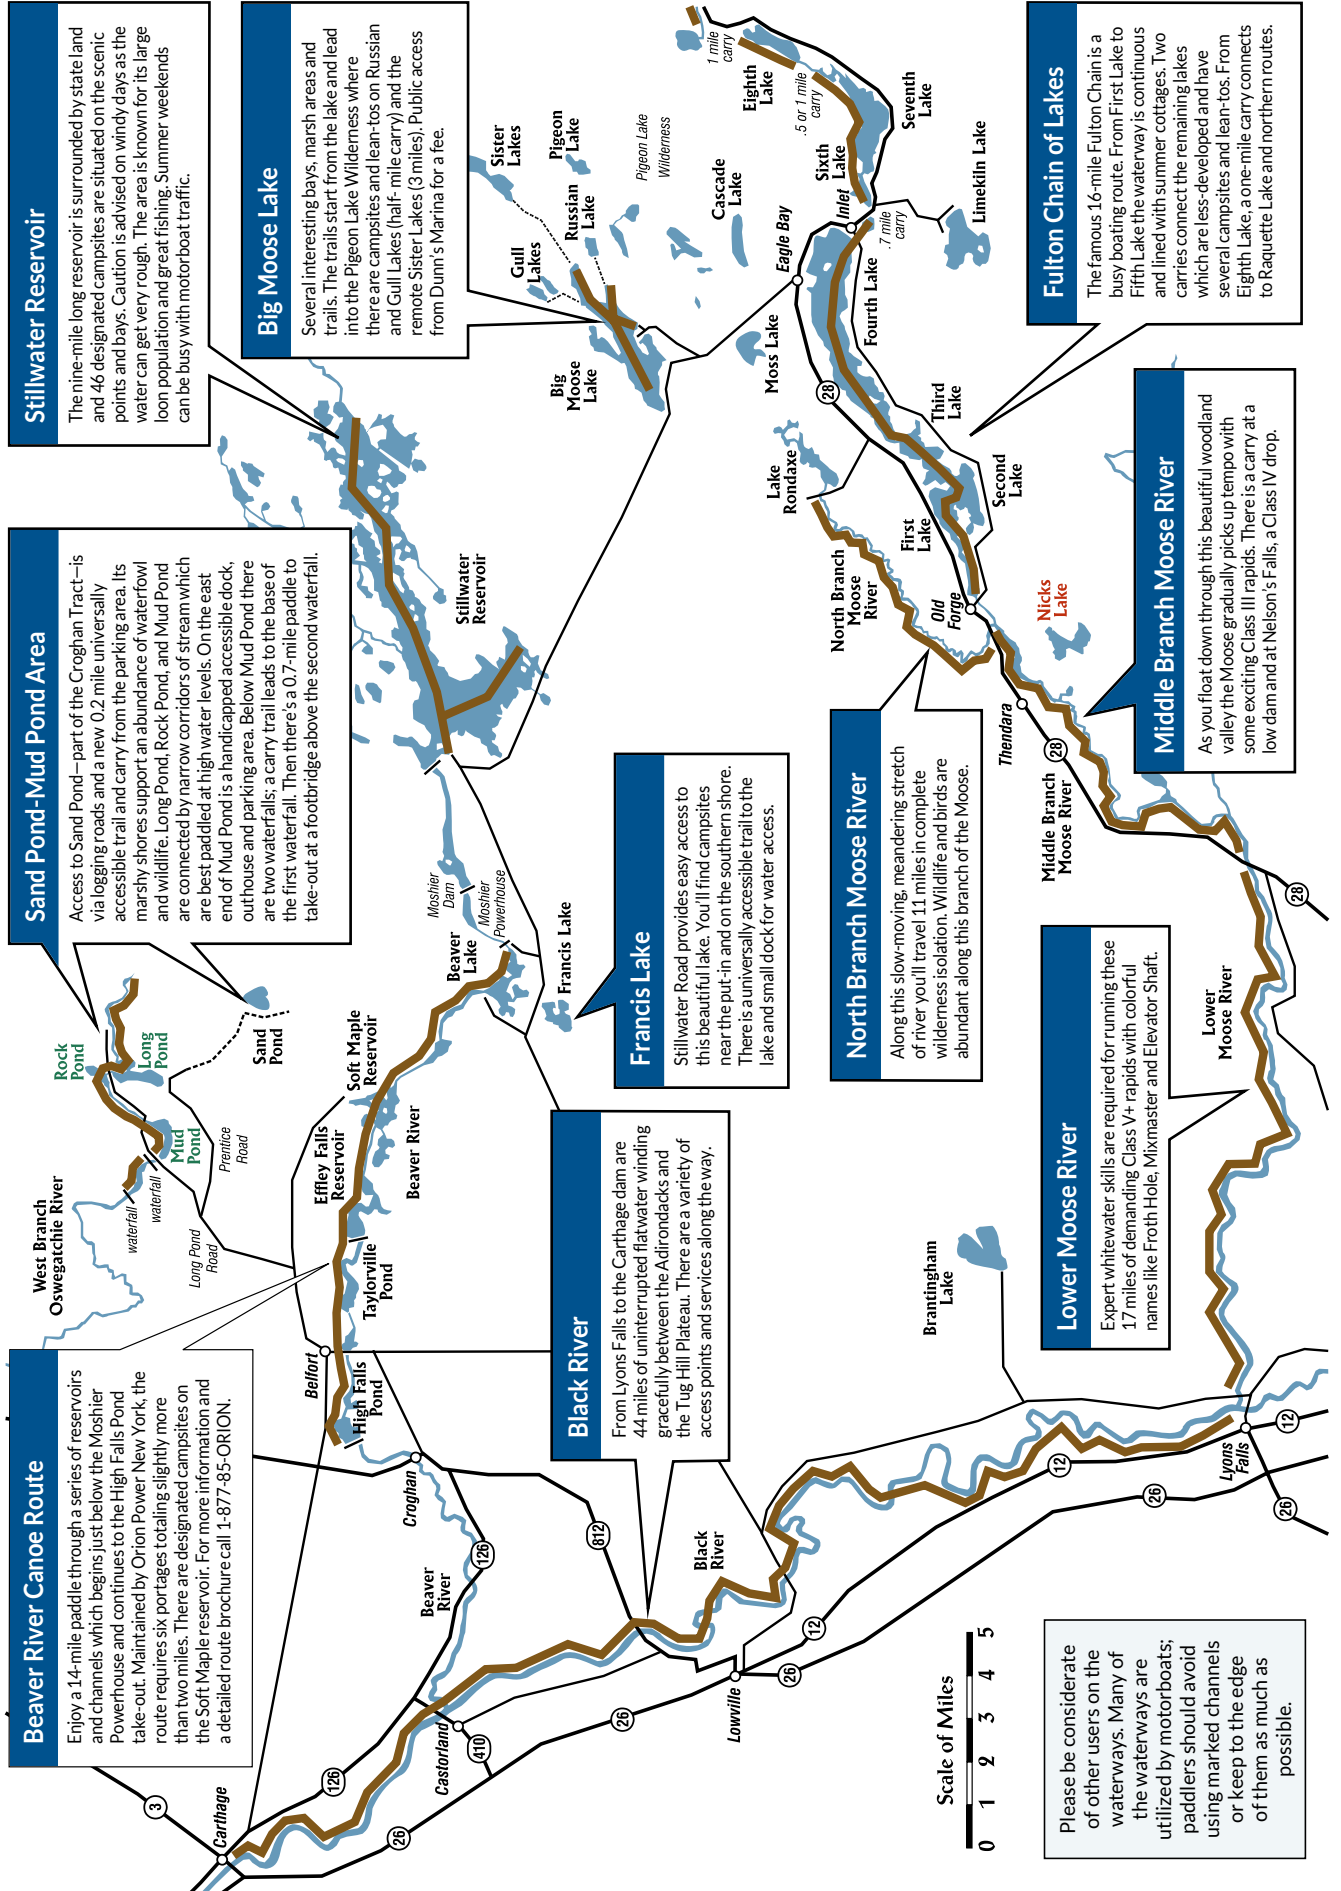 Beaver River Canoe Route
Enjoy a 14-mile paddle through a series of reservoirs
and channels which begins just below the Moshier
Powerhouse and continues to the High Falls Pond
take-out. Maintained by Orion Power New York, the
route requires six portages totaling slightly more
than two miles. There are designated campsites on
the Soft Maple reservoir. For more information and
a detailed route brochure call 1-877-85-ORION.
Sand Pond-Mud Pond Area
Access to Sand Pond—part of the Croghan Tract—is
via logging roads and a new 0.2 mile universally
accessible trail and carry from the parking area. Its
marshy shores support an abundance of waterfowl
and wildlife. Long Pond, Rock Pond, and Mud Pond
are connected by narrow corridors of stream which
are best paddled at high water levels. On the east
end of Mud Pond is a handicapped accessible dock,
outhouse and parking area. Below Mud Pond there
are two waterfalls; a carry trail leads to the base of
the first waterfall. Then there's a 0.7-mile paddle to
take-out at a footbridge above the second waterfall.
Stillwater Reservoir
The nine-mile long reservoir is surrounded by state land
and 46 designated campsites are situated on the scenic
points and bays. Caution is advised on windy days as the
water can get very rough. The area is known for its large
loon population and great fishing. Summer weekends
can be busy with motorboat traffic.
Big Moose Lake
Several interesting bays, marsh areas and
trails. The trails start from the lake and lead
into the Pigeon Lake Wilderness where
there are campsites and lean-tos on Russian
and Gull Lakes (half- mile carry) and the
remote Sister Lakes (3 miles). Public access
from Dunn's Marina for a fee.
West Branch
Oswegatchie River
Rock
Pond
Long
Pond
Mud
Pond
Sand
Pond
waterfall
waterfall
Prentice
Road
Long Pond
Road
3
Carthage
126
26
Belfort
High Falls
Pond
Taylorville
Pond
Effley Falls
Reservoir
Soft Maple
Reservoir
Beaver River
Beaver
Lake
Moshier
Dam
Moshier
Powerhouse
Stillwater
Reservoir
Francis Lake
Croghan
Beaver
River
126
812
Castorland
410
26
Big
Moose
Lake
Gull
Lakes
Russian
Lake
Sister
Lakes
Pigeon
Lake
Pigeon Lake
Wilderness
Cascade
Lake
Moss Lake
Eagle Bay
Inlet
Eighth
Lake
1 mile
carry
.5 or 1 mile
carry
Sixth
Lake
Seventh
Lake
.7 mile
carry
Limekiln Lake
Fourth Lake
28
Third
Lake
Second
Lake
First
Lake
Lake
Rondaxe
North Branch
Moose
River
Old
Forge
Nicks
Lake
Thendara
28
Middle Branch
Moose River
28
Black River
From Lyons Falls to the Carthage dam are
44 miles of uninterrupted flatwater winding
gracefully between the Adirondacks and
the Tug Hill Plateau. There are a variety of
access points and services along the way.
Francis Lake
Stillwater Road provides easy access to
this beautiful lake. You'll find campsites
near the put-in and on the southern shore.
There is a universally accessible trail to the
lake and small dock for water access.
North Branch Moose River
Along this slow-moving, meandering stretch
of river you'll travel 11 miles in complete
wilderness isolation. Wildlife and birds are
abundant along this branch of the Moose.
Fulton Chain of Lakes
The famous 16-mile Fulton Chain is a
busy boating route. From First Lake to
Fifth Lake the waterway is continuous
and lined with summer cottages. Two
carries connect the remaining lakes
which are less-developed and have
several campsites and lean-tos. From
Eighth Lake, a one-mile carry connects
to Raquette Lake and northern routes.
Middle Branch Moose River
As you float down through this beautiful woodland
valley the Moose gradually picks up tempo with
some exciting Class III rapids. There is a carry at a
low dam and at Nelson's Falls, a Class IV drop.
Lower Moose River
Expert whitewater skills are required for running these
17 miles of demanding Class V+ rapids with colorful
names like Froth Hole, Mixmaster and Elevator Shaft.
Black
River
Lowville
26
12
12
26
Brantingham
Lake
Lower
Moose River
Lyons
Falls
12
26
Scale of Miles
0 1 2 3 4 5
Please be considerate
of other users on the
waterways. Many of
the waterways are
utilized by motorboats;
paddlers should avoid
using marked channels
or keep to the edge
of them as much as
possible.